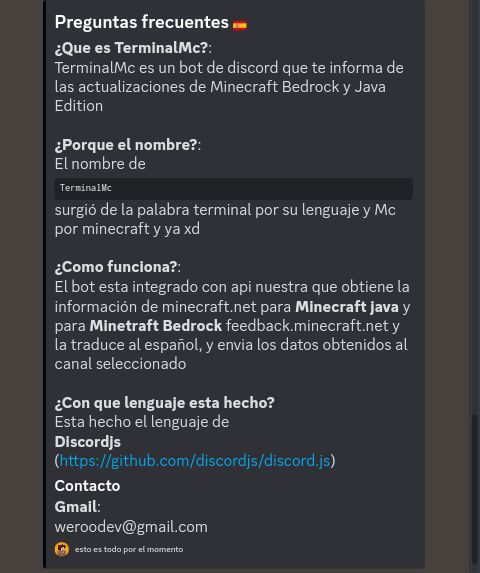 Preguntas frecuentes 🇪🇸
¿Que es TerminalMc?:
TerminalMc es un bot de discord que te informa de
las actualizaciones de Minecraft Bedrock y Java
Edition
¿Porque el nombre?:
El nombre de
TerminalMc
surgió de la palabra terminal por su lenguaje y Mc
por minecraft y ya xd
¿Como funciona?:
El bot esta integrado con api nuestra que obtiene la
información de minecraft.net para Minecraft java y
para Minetraft Bedrock feedback.minecraft.net y
la traduce al español, y envia los datos obtenidos al
canal seleccionado
¿Con que lenguaje esta hecho?
Esta hecho el lenguaje de
Discordjs
(https://github.com/discordjs/discord.js)
Contacto
Gmail:
weroodev@gmail.com
esto es todo por el momento